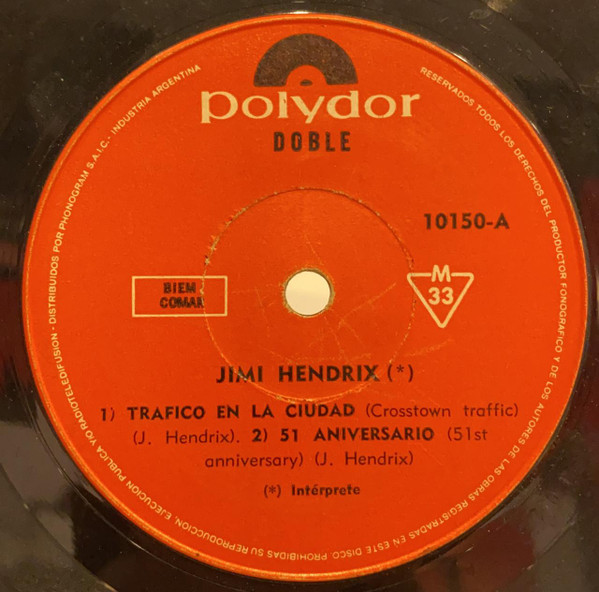 polydor
DOBLE
10150-A
BIEM
COMAR
M
33
JIMI HENDRIX (*)
1) TRAFICO EN LA CIUDAD (Crosstown traffic)
(J. Hendrix). 2) 51 ANIVERSARIO (51st
anniversary) (J. Hendrix)
(*) Intérprete
RESERVADOS TODOS LOS DERECHOS DEL PRODUCTOR FONOGRAFICO Y DE LOS AUTORES DE LAS OBRAS REGISTRADAS EN ESTE DISCO. PROHIBIDAS SU REPRODUCCION, EJECUCION PUBLICA Y/O RADIOTELEDIFUSION - DISTRIBUIDOS POR PHONOGRAM S.A.I.C. - INDUSTRIA ARGENTINA